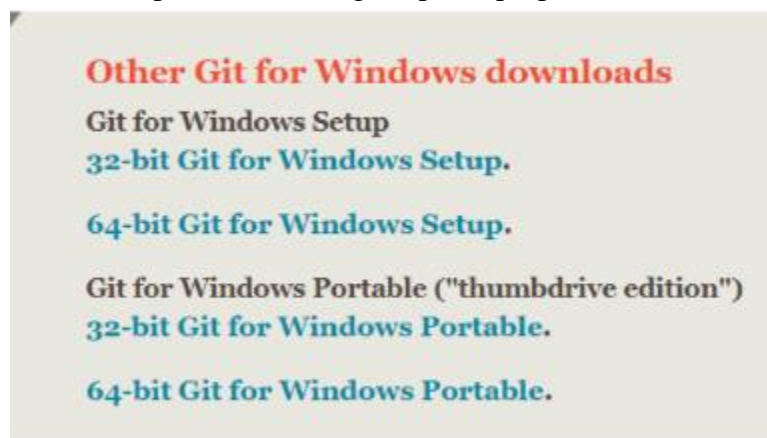 Other Git for Windows downloads
Git for Windows Setup
32-bit Git for Windows Setup.
64-bit Git for Windows Setup.
Git for Windows Portable ("thumbdrive edition")
32-bit Git for Windows Portable.
64-bit Git for Windows Portable.